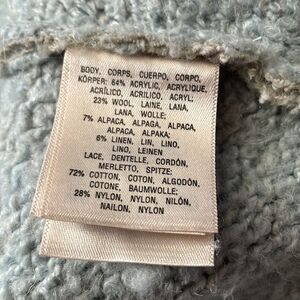 BODY, CORPS, CUERPO, CORPO,
KÖRPER: 64% ACRYLIC, ACRYLIQUE,
ACRÍLICO, ACRILICO, ACRYL;
23% WOOL, LAINE, LANA,
LANA, WOLLE;
7% ALPACA, ALPAGA, ALPACA,
ALPACA, ALPAKA;
6% LINEN, LIN, LINO,
LINO, LEINEN
LACE, DENTELLE, CORDÓN,
MERLETTO, SPITZE:
72% COTTON, COTON, ALGODÓN,
COTONE, BAUMWOLLE;
28% NYLON, NYLON, NILÓN,
NAILON, NYLON